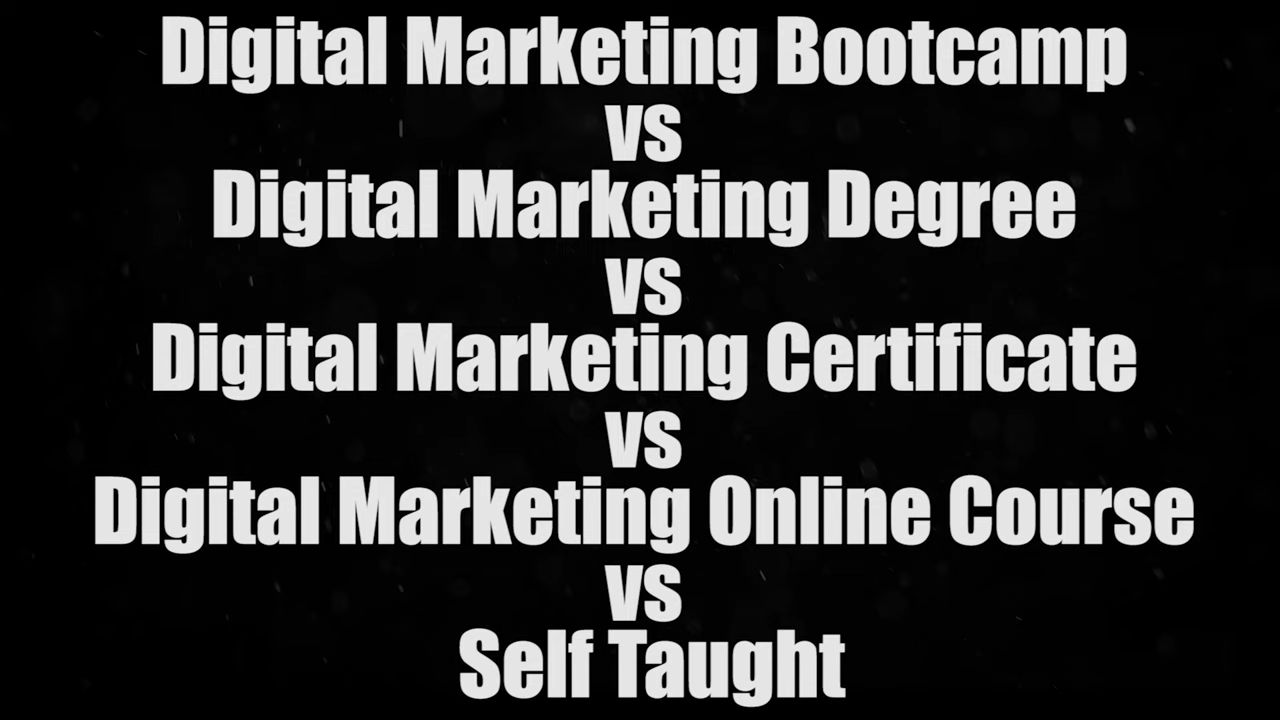 Digital Marketing Bootcamp
vs
Digital Marketing Degree
vs
Digital Marketing Certificate
vs
Digital Marketing Online Course
vs
Self Taught